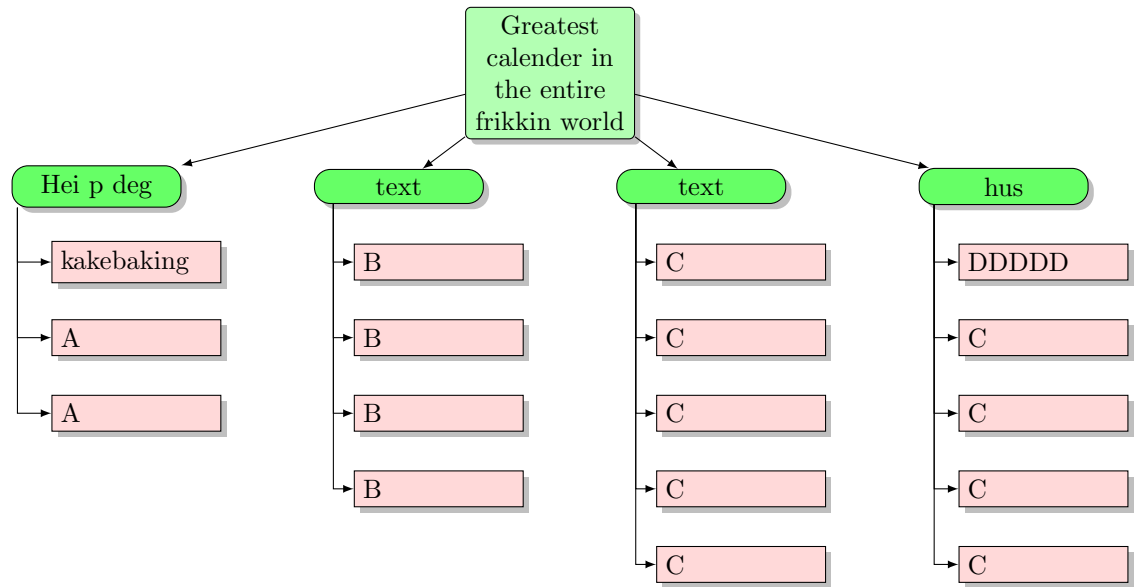 Greatest
calender in
the entire
frikkin world
Hei p deg
text
text
hus
kakebaking
A
A
B
B
B
B
C
C
C
C
C
DDDDD
C
C
C
C